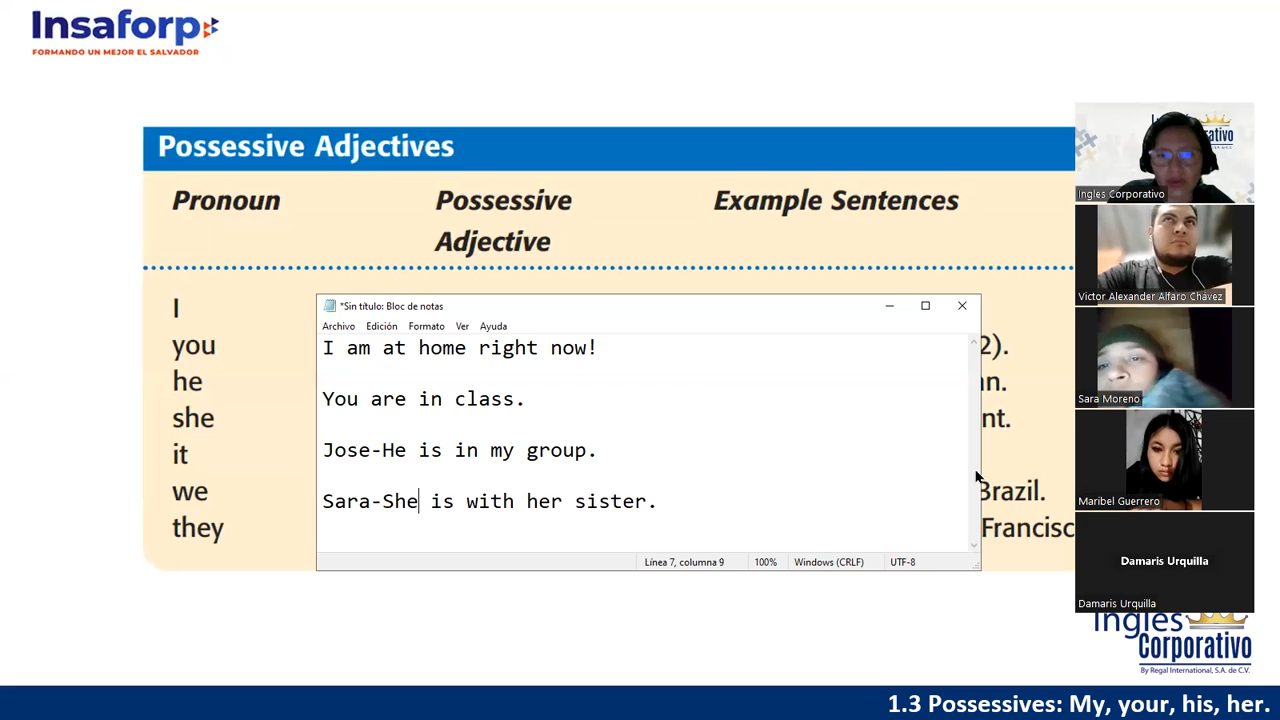 Insaforp
FORMANDO UN MEJOR EL SALVADOR
Possessive Adjectives
Pronoun
Possessive
Adjective
Example Sentences
I
you
he
she
it
we
they
2).
an.
nt.
Brazil.
Francisc
*Sin título: Bloc de notas
Archivo Edición Formato Ver Ayuda
I am at home right now!
You are in class.
Jose-He is in my group.
Sara-She is with her sister.
Línea 7, columna 9 100% Windows (CRLF) UTF-8
Ingles Corporativo
Victor Alexander Alfaro Chávez
Sara Moreno
Maribel Guerrero
Damaris Urquilla
Damaris Urquilla
Ingles
Corporativo
By Regal International, S.A. de C.V.
1.3 Possessives: My, your, his, her.